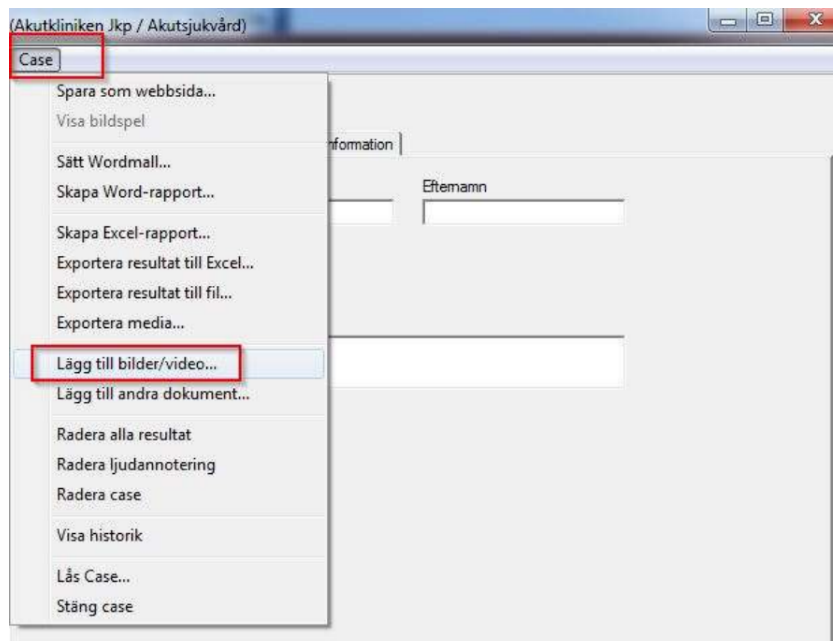 (Akutkliniken Jkp / Akutsjukvård)
Case
Spara som webbsida...
Visa bildspel
nformation
Sätt Wordmall...
Skapa Word-rapport...
Efternamn
Skapa Excel-rapport...
Exportera resultat till Excel...
Exportera resultat till fil...
Exportera media...
Lägg till bilder/video...
Lägg till andra dokument...
Radera alla resultat
Radera ljudannotering
Radera case
Visa historik
Lås Case...
Stäng case